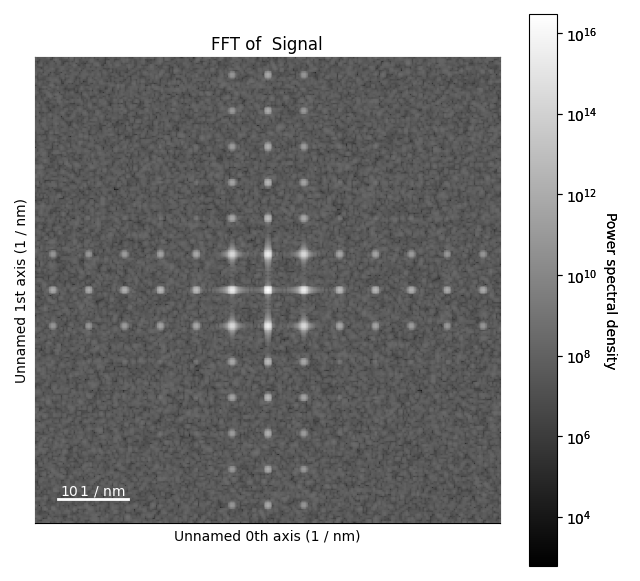 FFT of  Signal
Unnamed 1st axis (1 / nm)
10 1 / nm
Unnamed 0th axis (1 / nm)
10¹⁶
10¹⁴
10¹²
10¹⁰
10⁸
10⁶
10⁴
Power spectral density